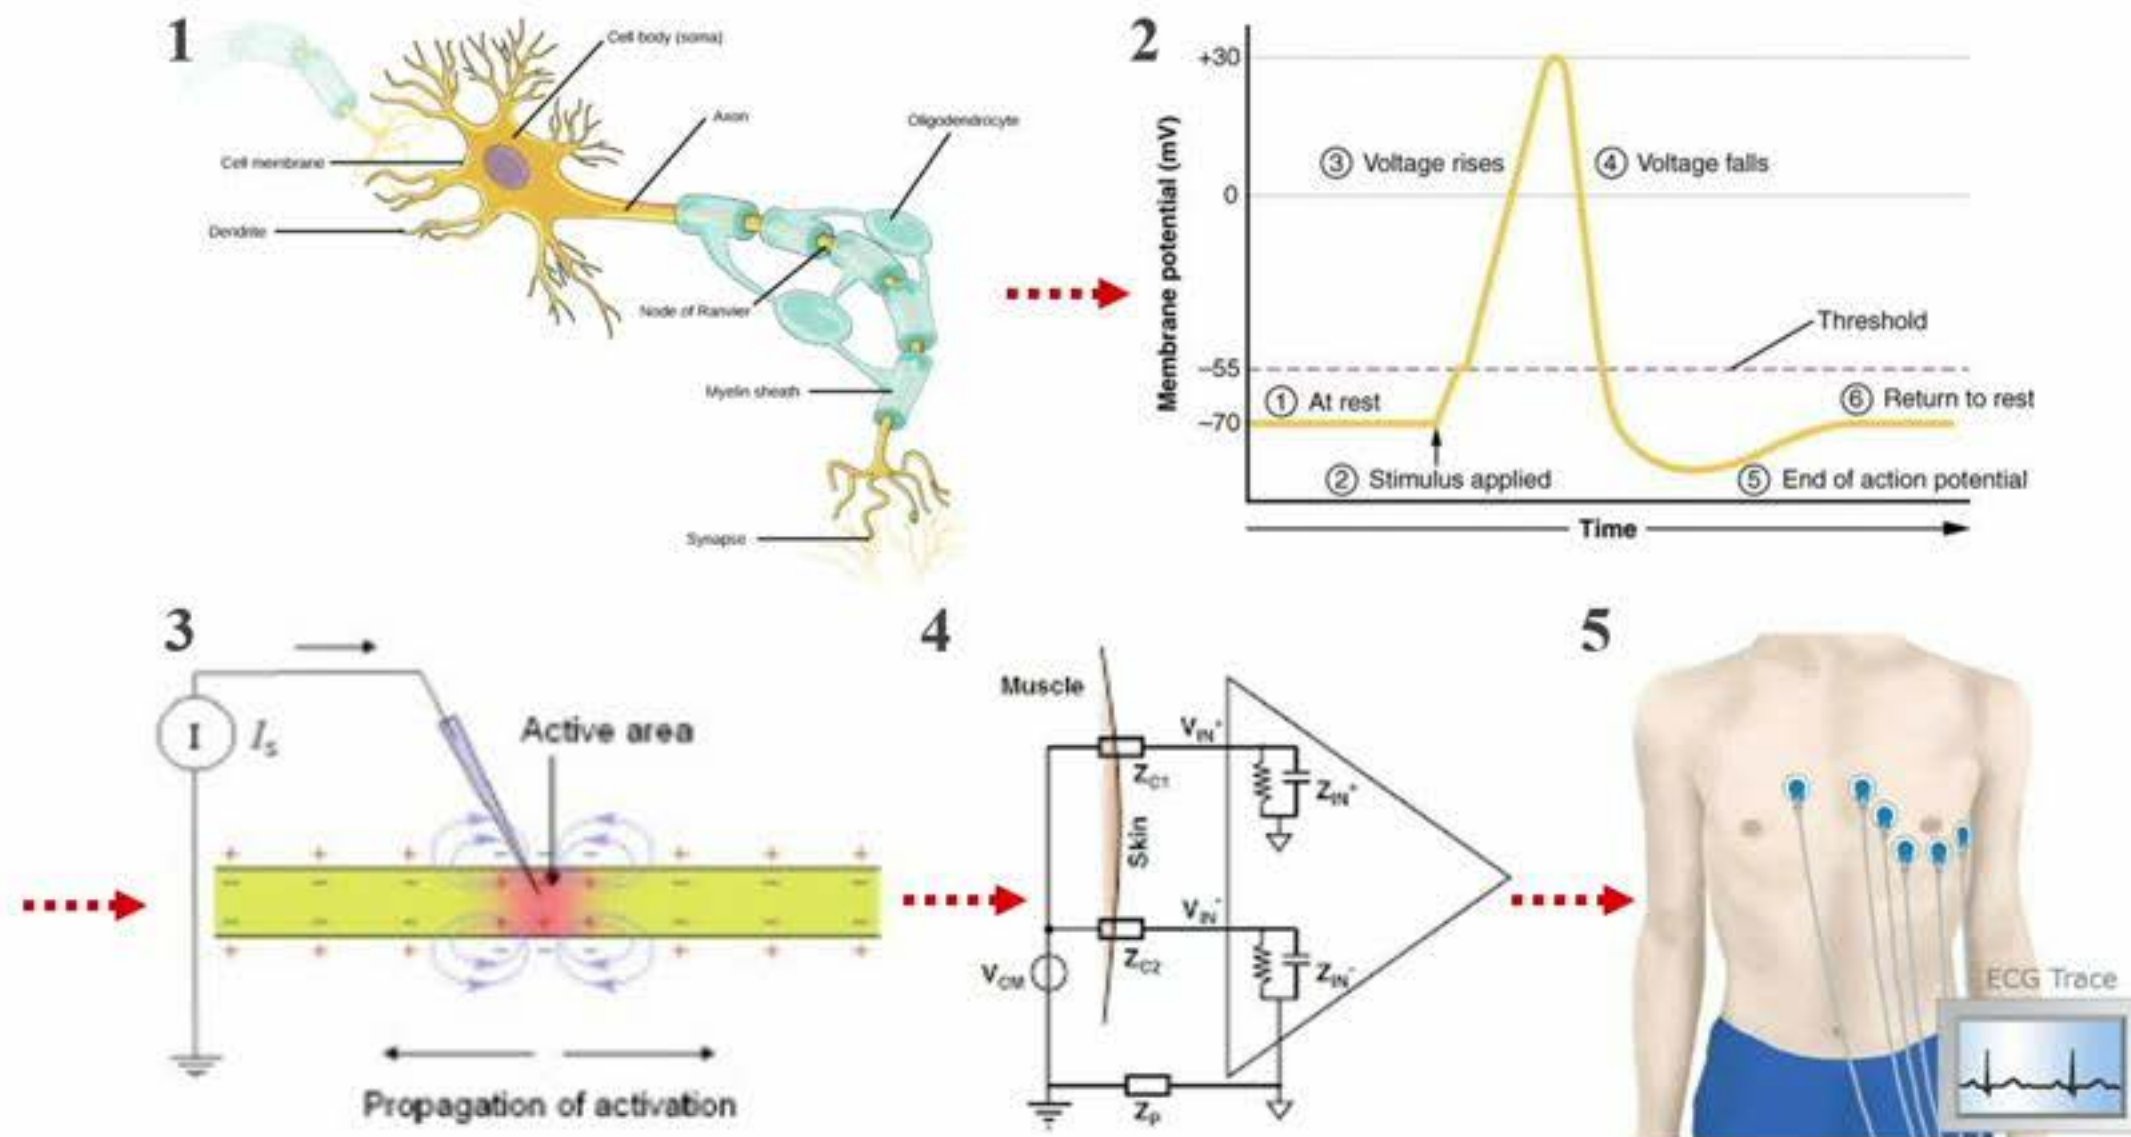 1
Cell body (soma)
Axon
Oligodendrocyte
Cell membrane
Dendrite
Node of Ranvier
Myelin sheath
Synapse
2
Membrane potential (mV)
+30
0
−55
−70
③ Voltage rises
④ Voltage falls
Threshold
① At rest
⑥ Return to rest
② Stimulus applied
⑤ End of action potential
Time
3
I
Is
Active area
+ + + + + +
− − − − − −
− − − − − −
+ + + + + +
Propagation of activation
4
Muscle
VIN+
ZC1
ZIN+
Skin
VIN-
ZC2
ZIN-
VCM
ZP
5
ECG Trace